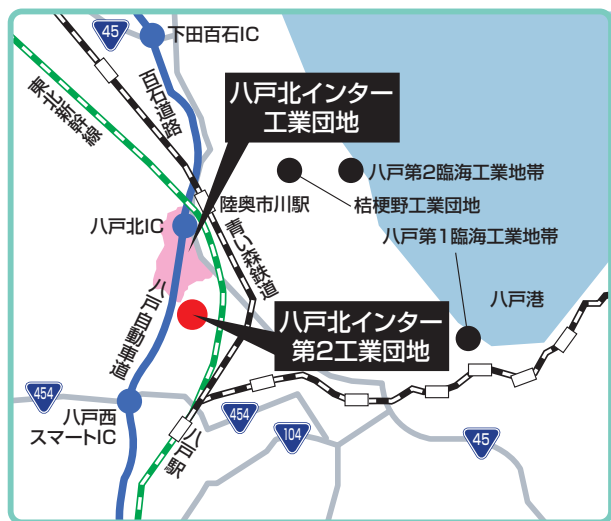 45
下田百石IC
百石道路
東北新幹線
八戸北インター
工業団地
八戸第2臨海工業地帯
桔梗野工業団地
陸奥市川駅
八戸北IC
青い森鉄道
八戸第1臨海工業地帯
八戸港
八戸自動車道
八戸北インター
第2工業団地
454
八戸西
スマートIC
八戸駅
454
104
45